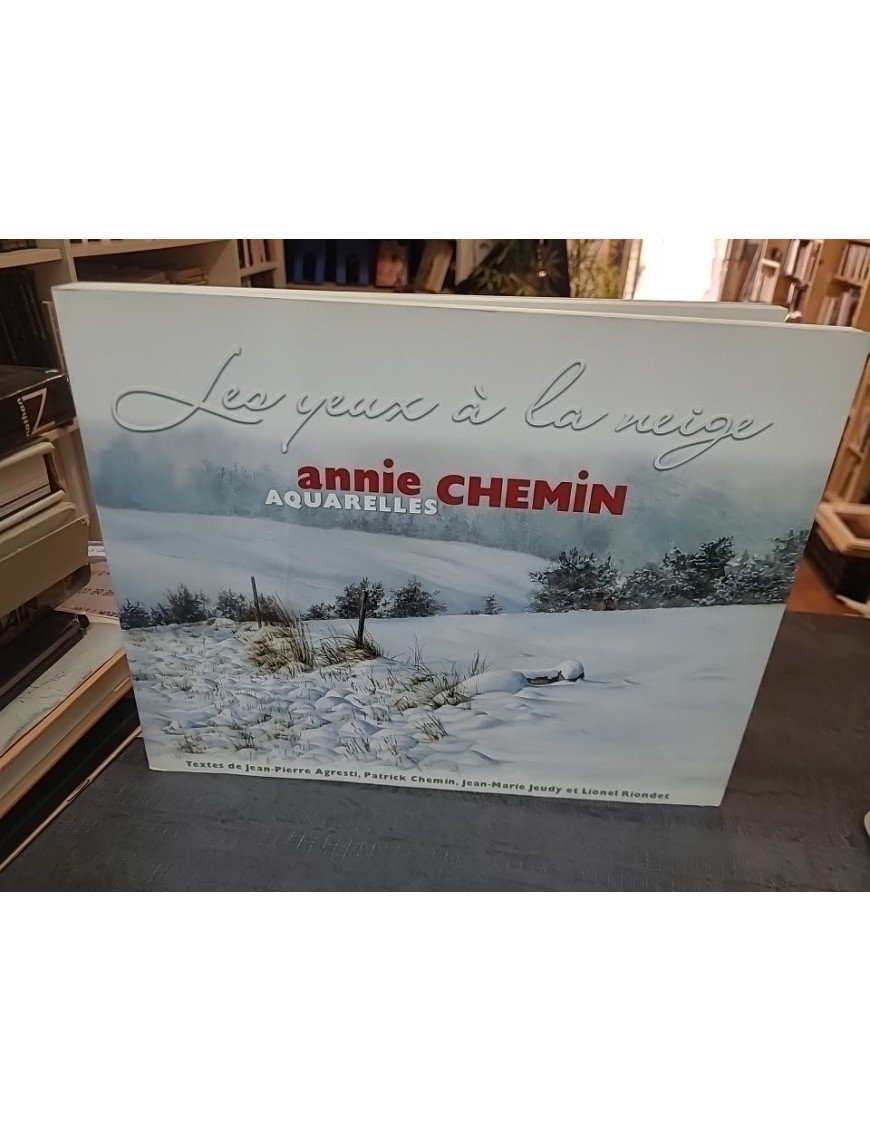 Les yeux à la neige
annie CHEMiN
AQUARELLES
Textes de Jean-Pierre Agresti, Patrick Chemin, Jean-Marie Jeudy et Lionel Riondet